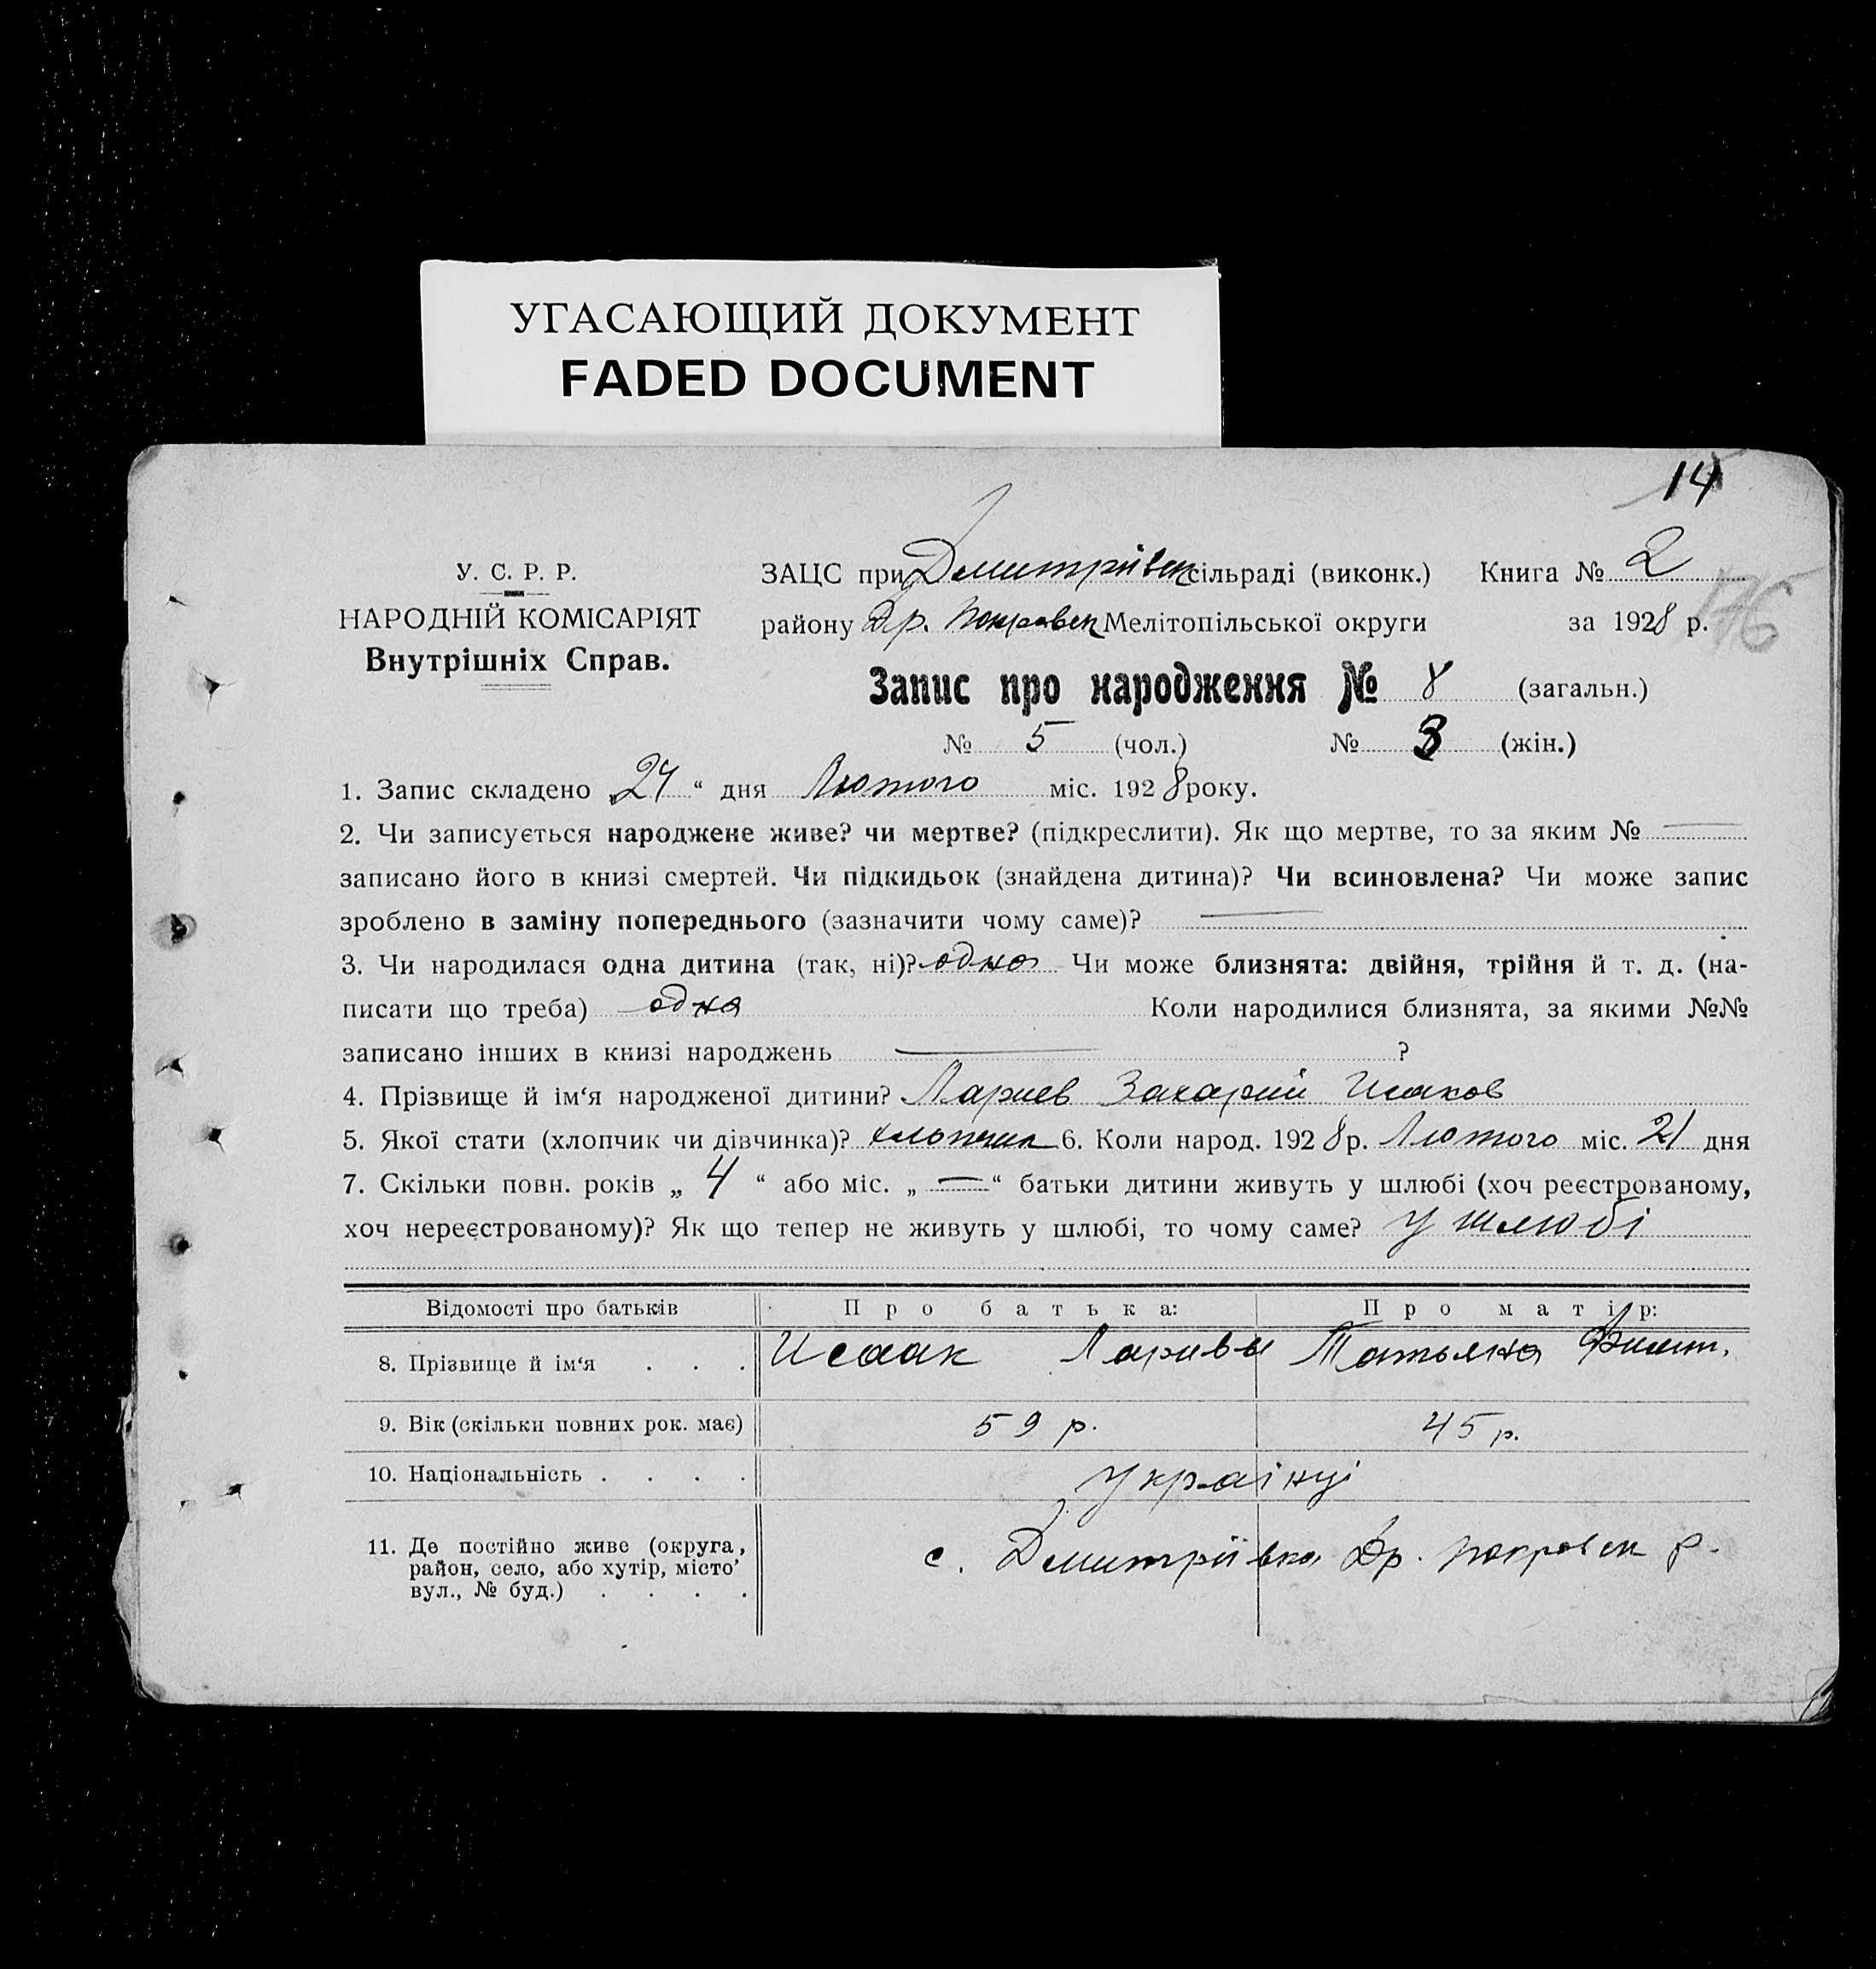 УГАСАЮЩИЙ ДОКУМЕНТ
FADED DOCUMENT
14
176
У. С. Р. Р.
НАРОДНІЙ КОМІСАРІЯТ
Внутрішніх Справ.
ЗАЦС при Дмитрівск сільраді (виконк.) Книга № 2
району Др. Покровск Мелітопільської округи за 1928 р.
Запис про народження № 8 (загальн.)
№ 5 (чол.) № 3 (жін.)
1. Запис складено „24“ дня Лютого міс. 1928 року.
2. Чи записується народжене живе? чи мертве? (підкреслити). Як що мертве, то за яким № —
записано його в книзі смертей. Чи підкидьок (знайдена дитина)? Чи всиновлена? Чи може запис
зроблено в заміну попереднього (зазначити чому саме)? —
3. Чи народилася одна дитина (так, ні)? одна Чи може близнята: двійня, трійня й т. д. (на-
писати що треба) одна Коли народилися близнята, за якими №№
записано інших в книзі народжень — ?
4. Прізвище й ім‘я народженої дитини? Лариев Захарий Исаков
5. Якої стати (хлопчик чи дівчинка)? хлопчик 6. Коли народ. 1928 р. Лютого міс. 21 дня
7. Скільки повн. років „ 4 “ або міс. „ — “ батьки дитини живуть у шлюбі (хоч реєстрованому,
хоч нереєстрованому)? Як що тепер не живуть у шлюбі, то чому саме? у шлюбі
Відомості про батьків Про батька: Про матір:
8. Прізвище й ім‘я . . . Исаак Татьяна
9. Вік (скільки повних рок. має) 59 р. 45 р.
10. Національність . . . . Українці
11. Де постійно живе (округа,
район, село, або хутір, місто’
вул., № буд.) . . . . с. Дмитрівка Др. Покровск р.